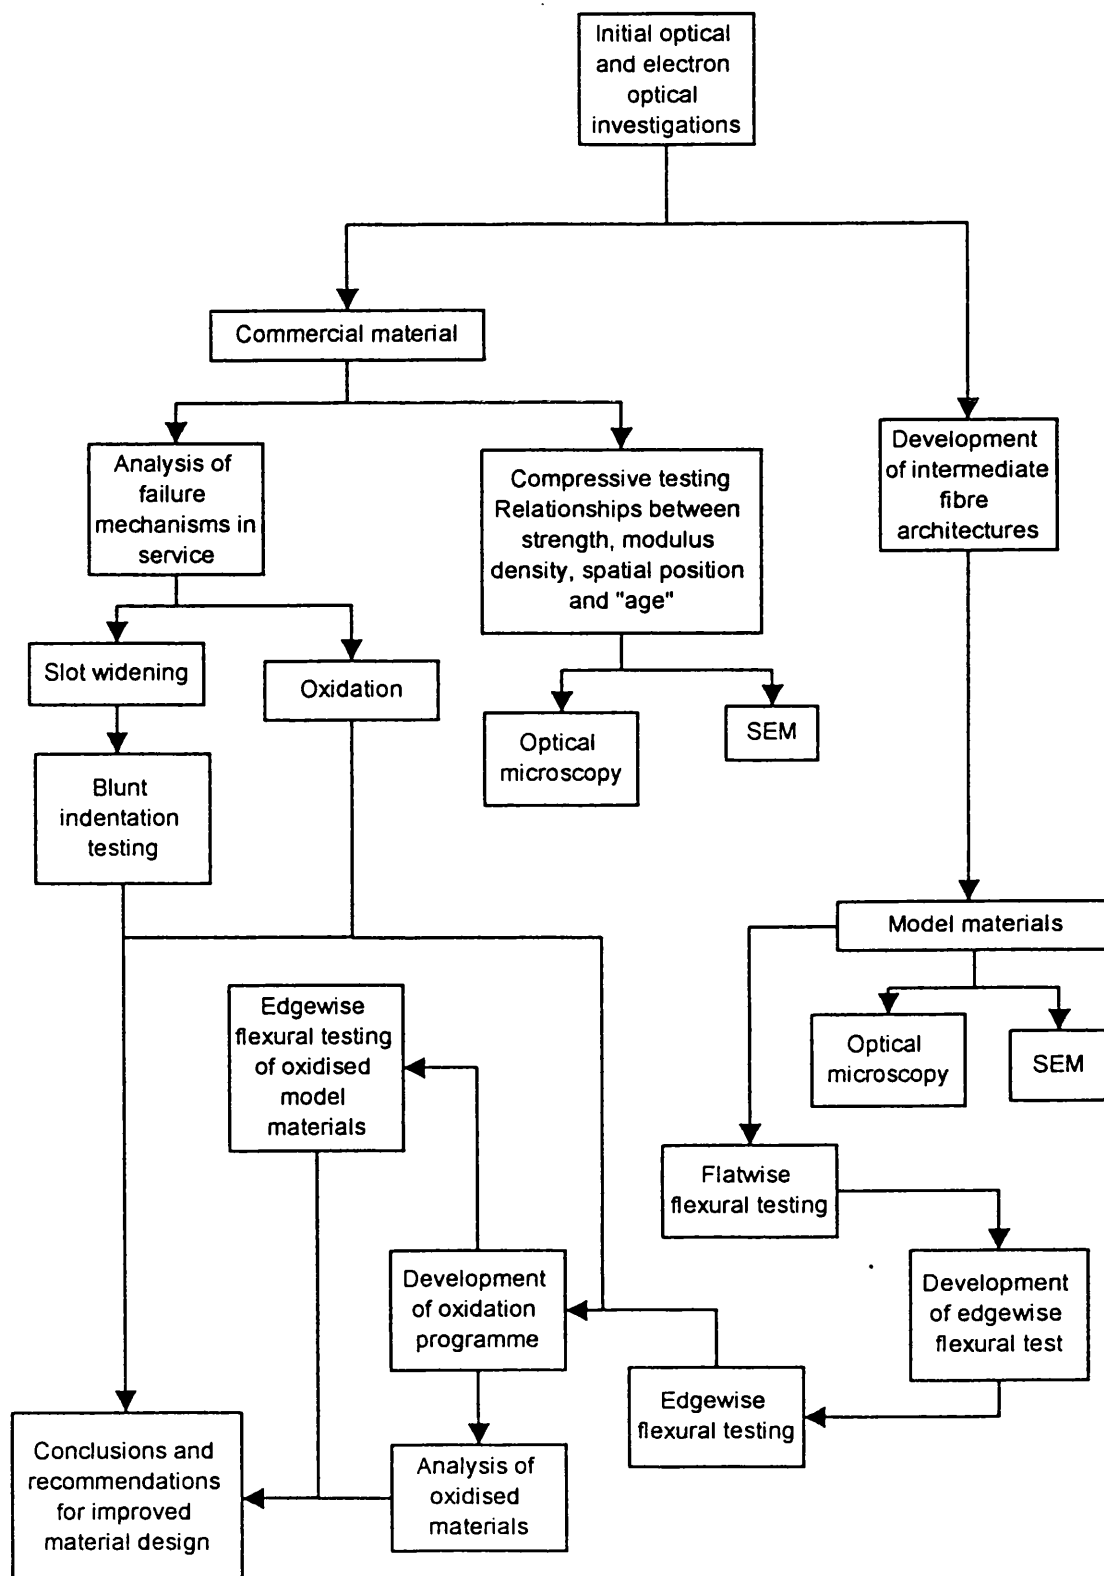 Initial optical
and electron
optical
investigations
Commercial material
Analysis of
failure
mechanisms in
service
Compressive testing
Relationships between
strength, modulus
density, spatial position
and "age"
Development
of intermediate
fibre
architectures
Slot widening
Oxidation
Optical
microscopy
SEM
Blunt
indentation
testing
Model materials
Edgewise
flexural testing
of oxidised
model
materials
Optical
microscopy
SEM
Flatwise
flexural testing
Development
of oxidation
programme
Development
of edgewise
flexural test
Edgewise
flexural testing
Conclusions and
recommendations
for improved
material design
Analysis of
oxidised
materials